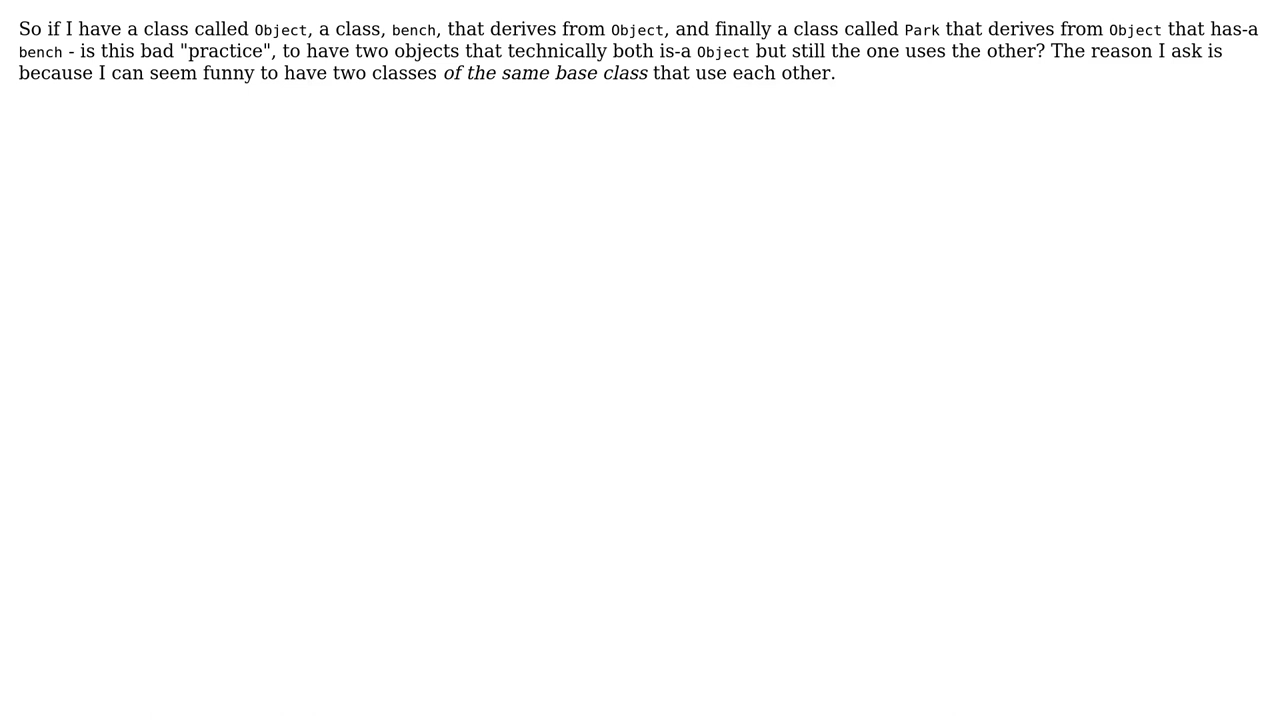 So if I have a class called Object, a class, bench, that derives from Object, and finally a class called Park that derives from Object that has-a
bench - is this bad "practice", to have two objects that technically both is-a Object but still the one uses the other? The reason I ask is
because I can seem funny to have two classes of the same base class that use each other.